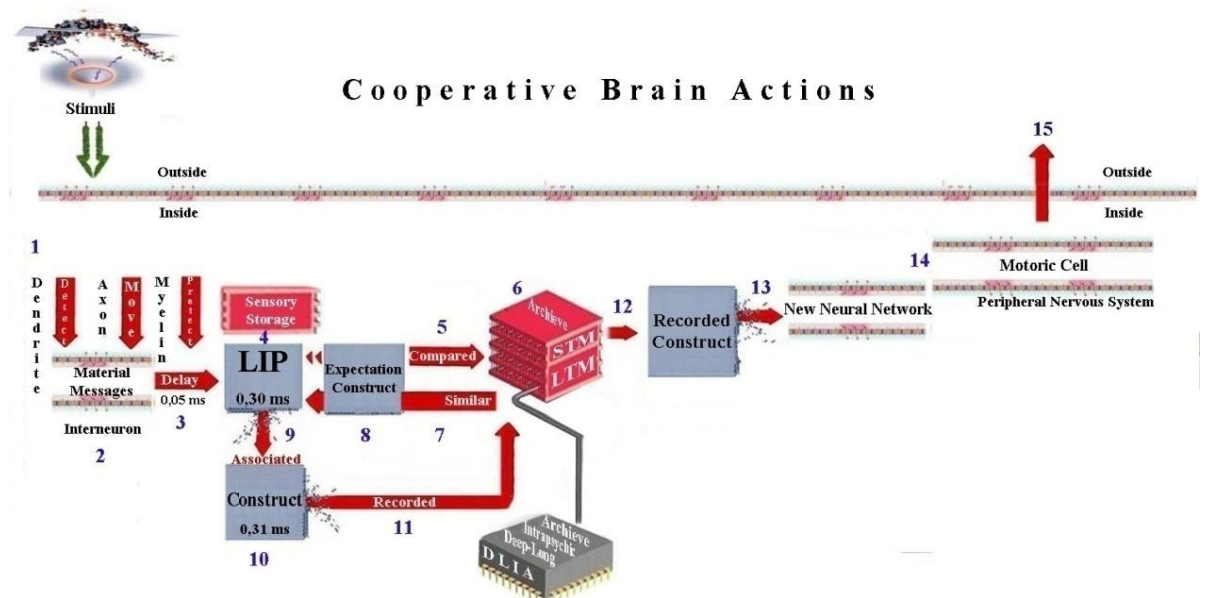 Cooperative Brain Actions
Stimuli
Outside
Inside
15
Outside
Inside
1
Dendrite
Detect
Axon
Move
Myelin
Protect
Material
Messages
Interneuron
2
Delay
0,05 ms
3
Sensory
Storage
4
LIP
0,30 ms
Expectation
Construct
8
5
Compared
Similar
7
6
Archieve
STM
LTM
9
Associated
Construct
0,31 ms
10
Recorded
11
Archieve
Intrapsychic
Deep-Long
DLIA
12
Recorded
Construct
13
New Neural Network
14
Motoric Cell
Peripheral Nervous System